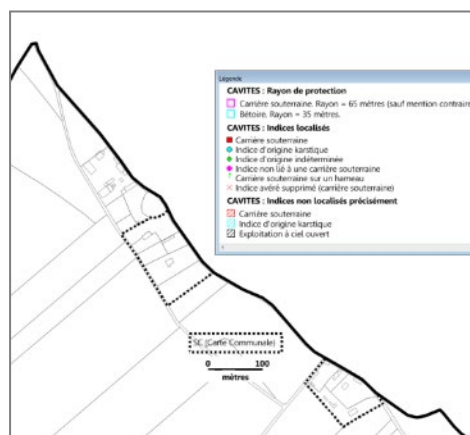 Légende
CAVITES : Rayon de protection
Carrière souterraine. Rayon = 65 mètres (sauf mention contraire
Bétoire. Rayon = 35 mètres.
CAVITES : Indices localisés
Carrière souterraine
Indice d'origine karstique
Indice d'origine indéterminée
Indice non lié à une carrière souterraine
Carrière souterraine sur un hameau
Indice avéré supprimé (carrière souterraine)
CAVITES : Indices non localisés précisément
Carrière souterraine
Indice d'origine karstique
Exploitation à ciel ouvert
SC (Carte Communale)
0 100
mètres